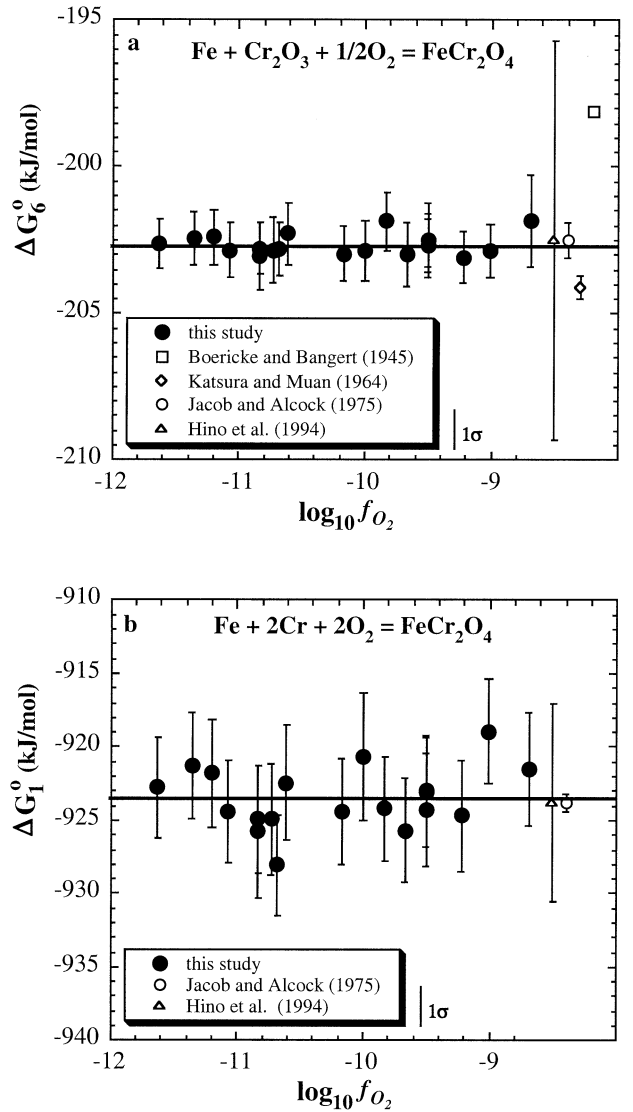 a
Fe + Cr₂O₃ + 1/2O₂ = FeCr₂O₄
-195
-200
-205
-210
ΔG₆ᵒ (kJ/mol)
this study
Boericke and Bangert (1945)
Katsura and Muan (1964)
Jacob and Alcock (1975)
Hino et al. (1994)
1σ
-12
-11
-10
-9
log₁₀ f_O₂
b
Fe + 2Cr + 2O₂ = FeCr₂O₄
-910
-915
-920
-925
-930
-935
-940
ΔG₁ᵒ (kJ/mol)
this study
Jacob and Alcock (1975)
Hino et al. (1994)
1σ
-12
-11
-10
-9
log₁₀ f_O₂